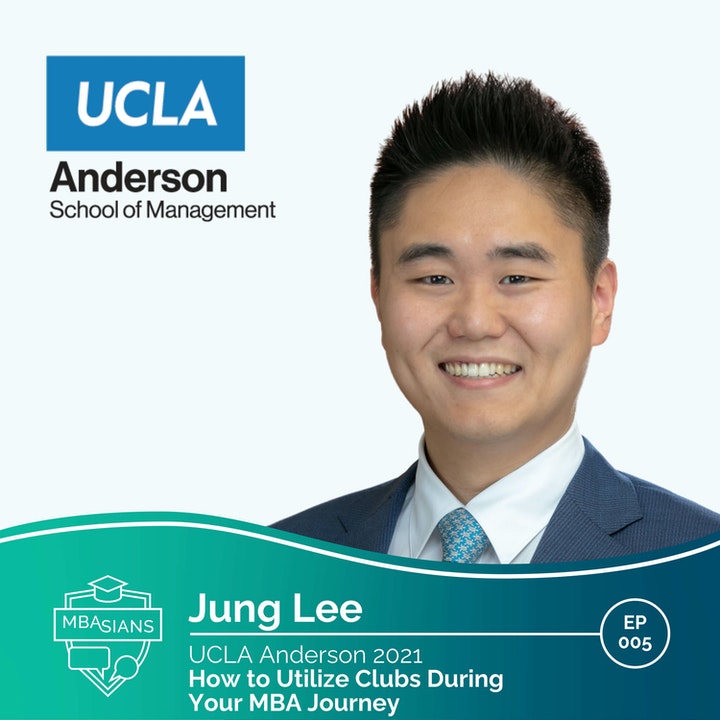 UCLA
Anderson
School of Management
MBASIANS
Jung Lee
EP
005
UCLA Anderson 2021
How to Utilize Clubs During
Your MBA Journey